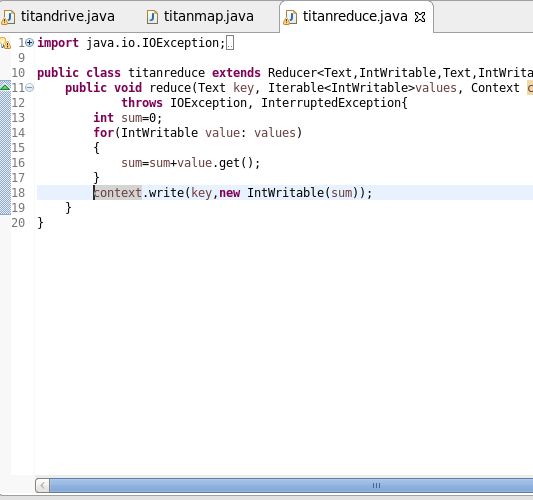 titandrive.java titanmap.java titanreduce.java
1 import java.io.IOException;
9
10 public class titanreduce extends Reducer<Text,IntWritable,Text,IntWrita
11 public void reduce(Text key, Iterable<IntWritable>values, Context c
12 throws IOException, InterruptedException{
13 int sum=0;
14 for(IntWritable value: values)
15 {
16 sum=sum+value.get();
17 }
18 context.write(key,new IntWritable(sum));
19 }
20 }